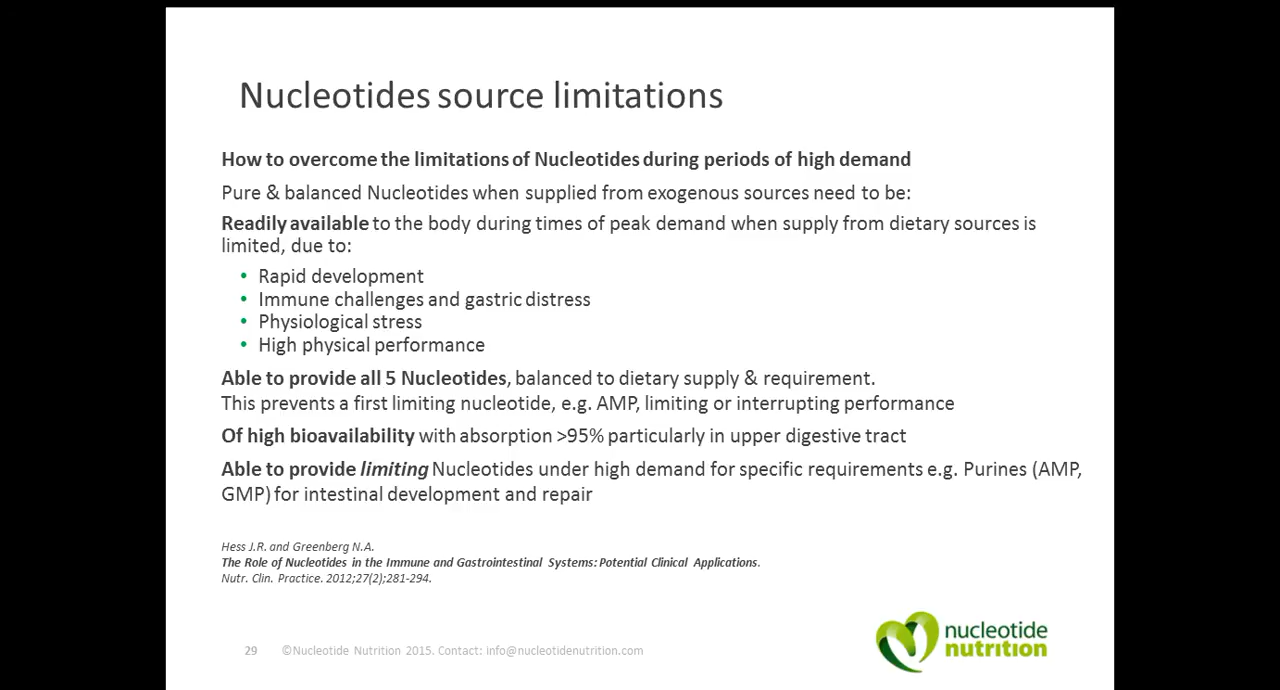 Nucleotides source limitations
How to overcome the limitations of Nucleotides during periods of high demand
Pure & balanced Nucleotides when supplied from exogenous sources need to be:
Readily available to the body during times of peak demand when supply from dietary sources is
limited, due to:
• Rapid development
• Immune challenges and gastric distress
• Physiological stress
• High physical performance
Able to provide all 5 Nucleotides, balanced to dietary supply & requirement.
This prevents a first limiting nucleotide, e.g. AMP, limiting or interrupting performance
Of high bioavailability with absorption >95% particularly in upper digestive tract
Able to provide limiting Nucleotides under high demand for specific requirements e.g. Purines (AMP,
GMP) for intestinal development and repair
Hess J.R. and Greenberg N.A.
The Role of Nucleotides in the Immune and Gastrointestinal Systems: Potential Clinical Applications.
Nutr. Clin. Practice. 2012;27(2);281-294.
29 ©Nucleotide Nutrition 2015. Contact: info@nucleotidenutrition.com
nucleotide
nutrition